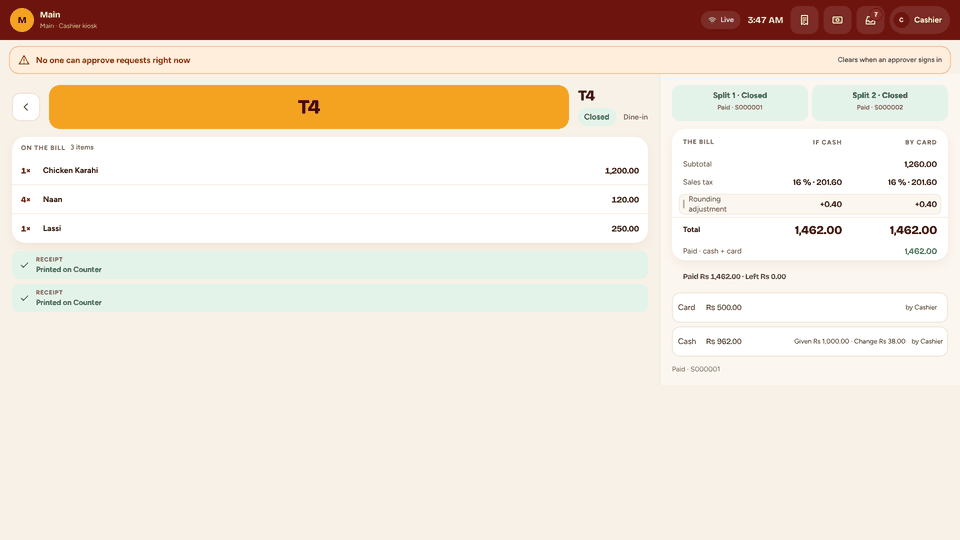 M
Main
Main · Cashier kiosk
Live
3:47 AM
7
C
Cashier
No one can approve requests right now
Clears when an approver signs in
T4
T4
Closed
Dine-in
ON THE BILL 3 items
1× Chicken Karahi 1,200.00
4× Naan 120.00
1× Lassi 250.00
RECEIPT
Printed on Counter
RECEIPT
Printed on Counter
Split 1 · Closed
Paid · S000001
Split 2 · Closed
Paid · S000002
THE BILL IF CASH BY CARD
Subtotal 1,260.00
Sales tax 16 % · 201.60 16 % · 201.60
Rounding adjustment +0.40 +0.40
Total 1,462.00 1,462.00
Paid · cash + card 1,462.00
Paid Rs 1,462.00 · Left Rs 0.00
Card Rs 500.00 by Cashier
Cash Rs 962.00 Given Rs 1,000.00 · Change Rs 38.00 by Cashier
Paid · S000001